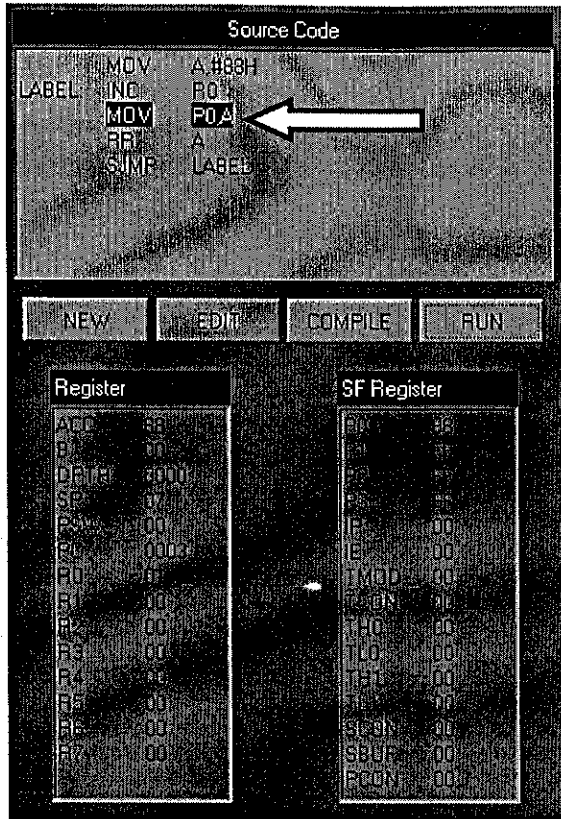 Source Code
MOV A,#88H
LABEL INC R0
MOV P0,A
A
SJMP LABEL
NEW EDIT COMPILE RUN
Register
ACC 88
B 00
DPTR 0000
SP 07
00
0003
R0
R1 00
R2 00
R3 00
R4
R5 00
R6 00
R7 00
SF Register
IP 00
IE 00
TMOD 00
TCON 00
TH0 00
TL0 00
TH1 00
TL1 00
SCON 00
SBUF 00
PCON 00